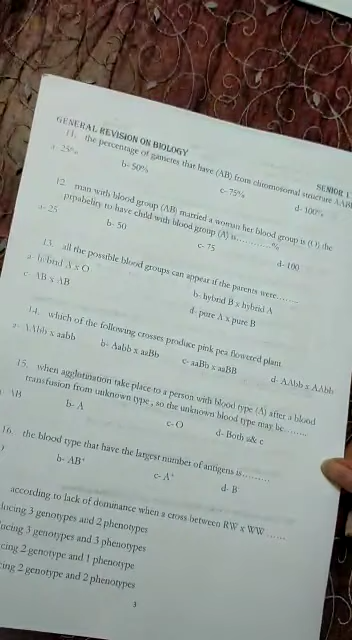 GENERAL REVISION ON BIOLOGY
SENIOR 1
11. the percentage of gametes that have (AB) from chromosomal structure AABB
a- 25%
b- 50%
c- 75%
d- 100%
12. man with blood group (AB) married a woman her blood group is (O) the
prpabelity to have child with blood group (A) is............%
a- 25
b- 50
c- 75
d- 100
13. all the possible blood groups can appear if the parents were........
a- hybrid A x O
b- hybrid B x hybrid A
c- AB x AB
d- pure A x pure B
14. which of the following crosses produce pink pea flowered plant.
a- AAbb x aabb
b- Aabb x aaBb
c- aaBb x aaBB
d- AAbb x AAbb
15. when agglotination take place to a person with blood type (A) after a blood
transfusion from unknown type , so the unknown blood type may be........
AB
b- A
c- O
d- Both a& c
16. the blood type that have the largest number of antigens is.........
b- AB+
c- A+
d- B
according to lack of dominance when a cross between RW x WW ......
ducing 3 genotypes and 2 phenotypes
ucing 3 genotypes and 3 phenotypes
cing 2 genotype and 1 phenotype
ing 2 genotype and 2 phenotypes
3